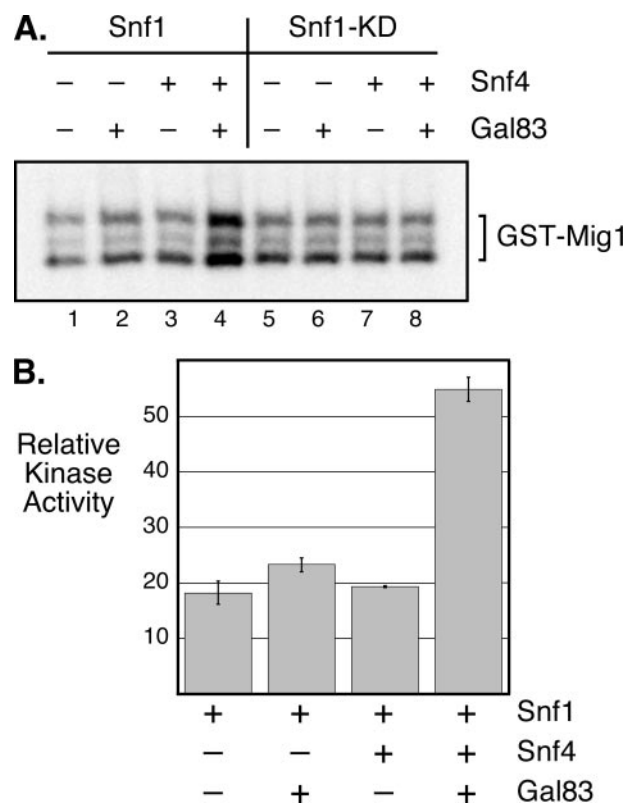 A.
Snf1 Snf1-KD
− − + + − − + + Snf4
− + − + − + − + Gal83
GST-Mig1
1 2 3 4 5 6 7 8
B.
Relative
Kinase
Activity
50
40
30
20
10
+ + + + Snf1
− − + + Snf4
− + − + Gal83